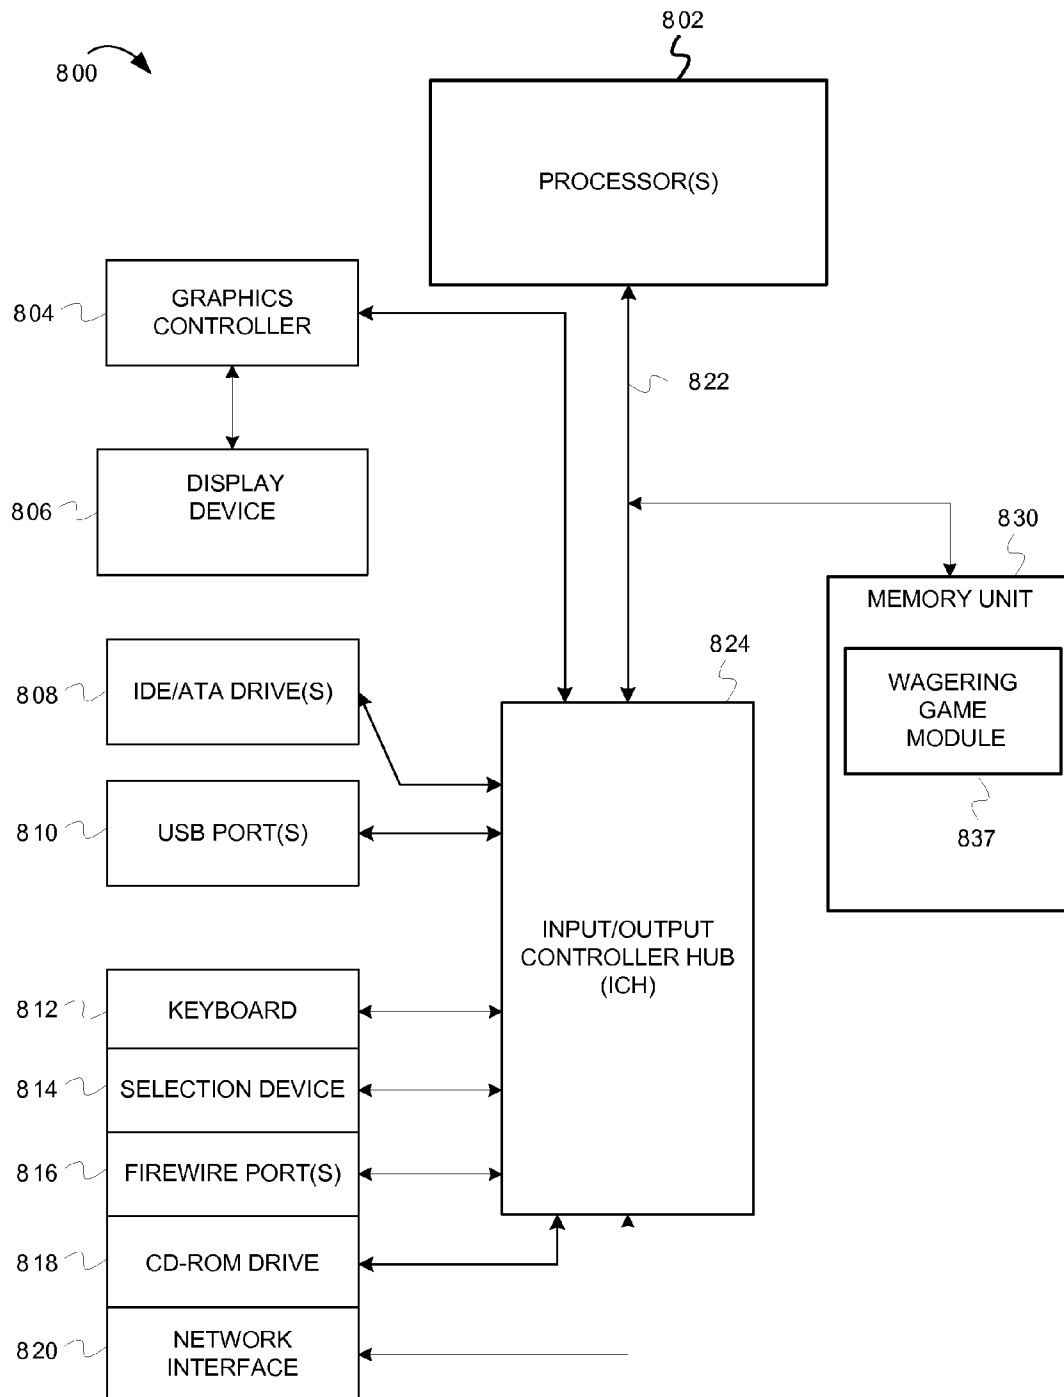 802
800
PROCESSOR(S)
804
GRAPHICS
CONTROLLER
822
806
DISPLAY
DEVICE
830
MEMORY UNIT
824
808
IDE/ATA DRIVE(S)
WAGERING
GAME
MODULE
810
USB PORT(S)
837
INPUT/OUTPUT
CONTROLLER HUB
(ICH)
812
KEYBOARD
814
SELECTION DEVICE
816
FIREWIRE PORT(S)
818
CD-ROM DRIVE
820
NETWORK
INTERFACE